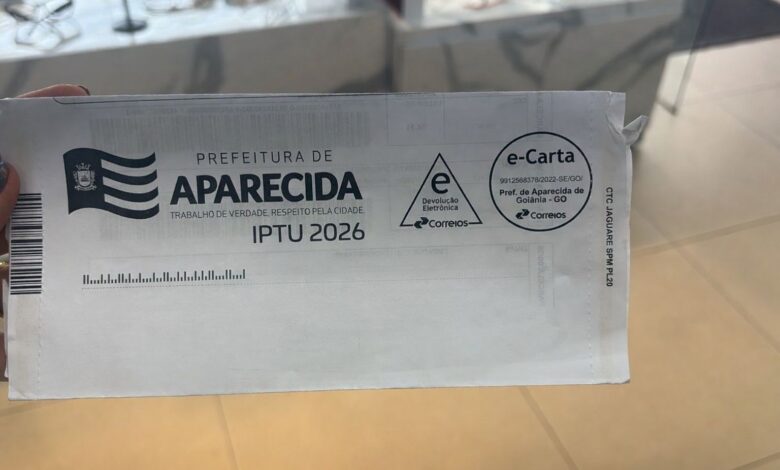 PREFEITURA DE
APARECIDA
TRABALHO DE VERDADE. RESPEITO PELA CIDADE.
IPTU 2026
e
Devolução
Eletrônica
CORREIOS
e-Carta
9912568378/2022-SE/GO/
Pref. de Aparecida de
Goiânia - GO
Correios
CTC JAGUARE SPM PL20